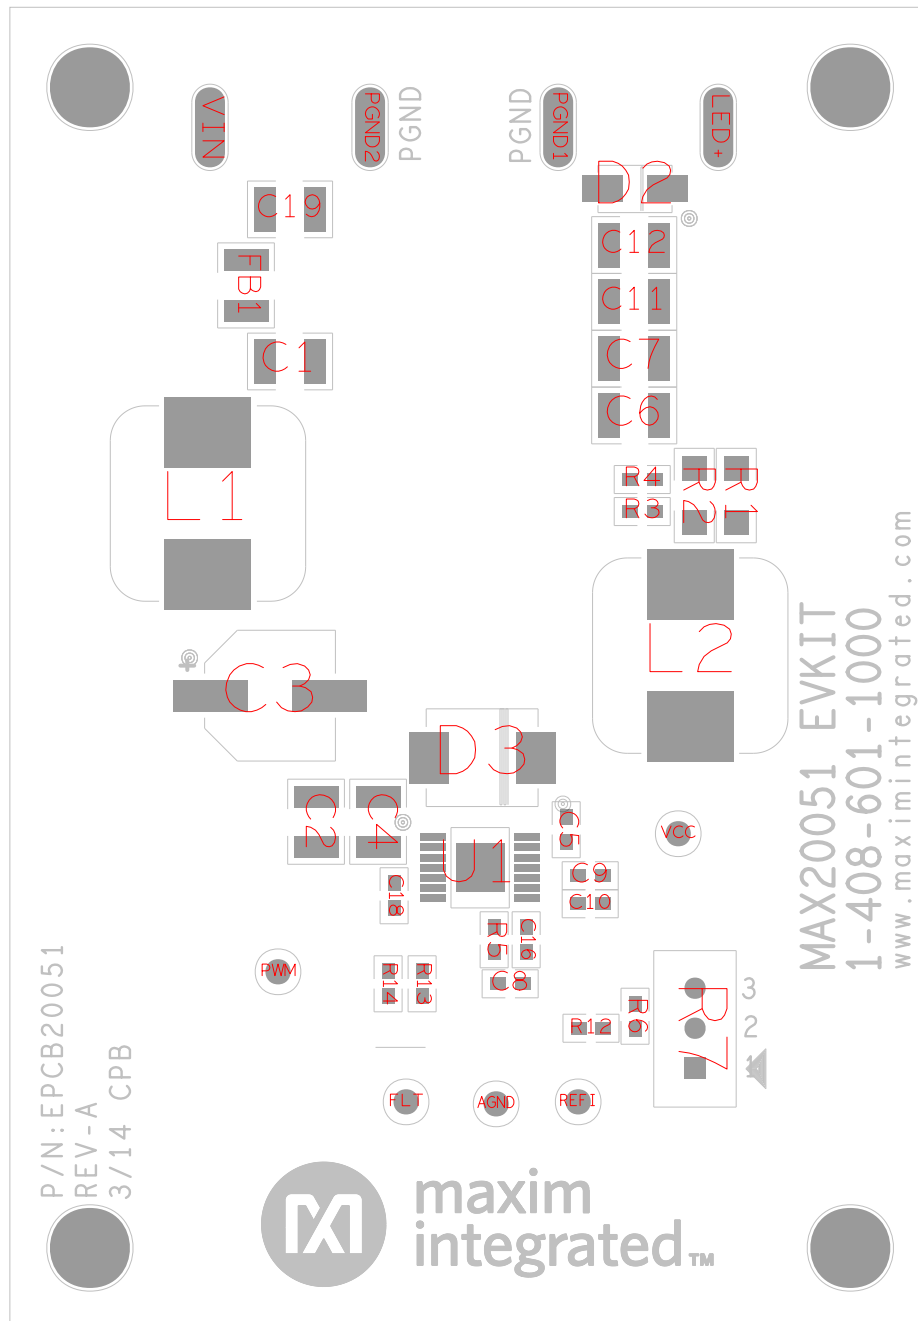 VIN
PGND2
PGND
PGND
PGND1
LED+
D2
C19
C12
FB1
C11
C1
C7
C6
L1
R4
R3
R2
R1
L2
C3
+
D3
C2
C4
C5
VCC
U1
C9
C10
C18
R5
C16
C8
PWM
R14
R13
R12
R6
R7
3
2
1
FLT
AGND
REFI
MAX20051 EVKIT
1-408-601-1000
www.maximintegrated.com
P/N:EPCB20051
REV-A
3/14 CPB
maxim
integrated™